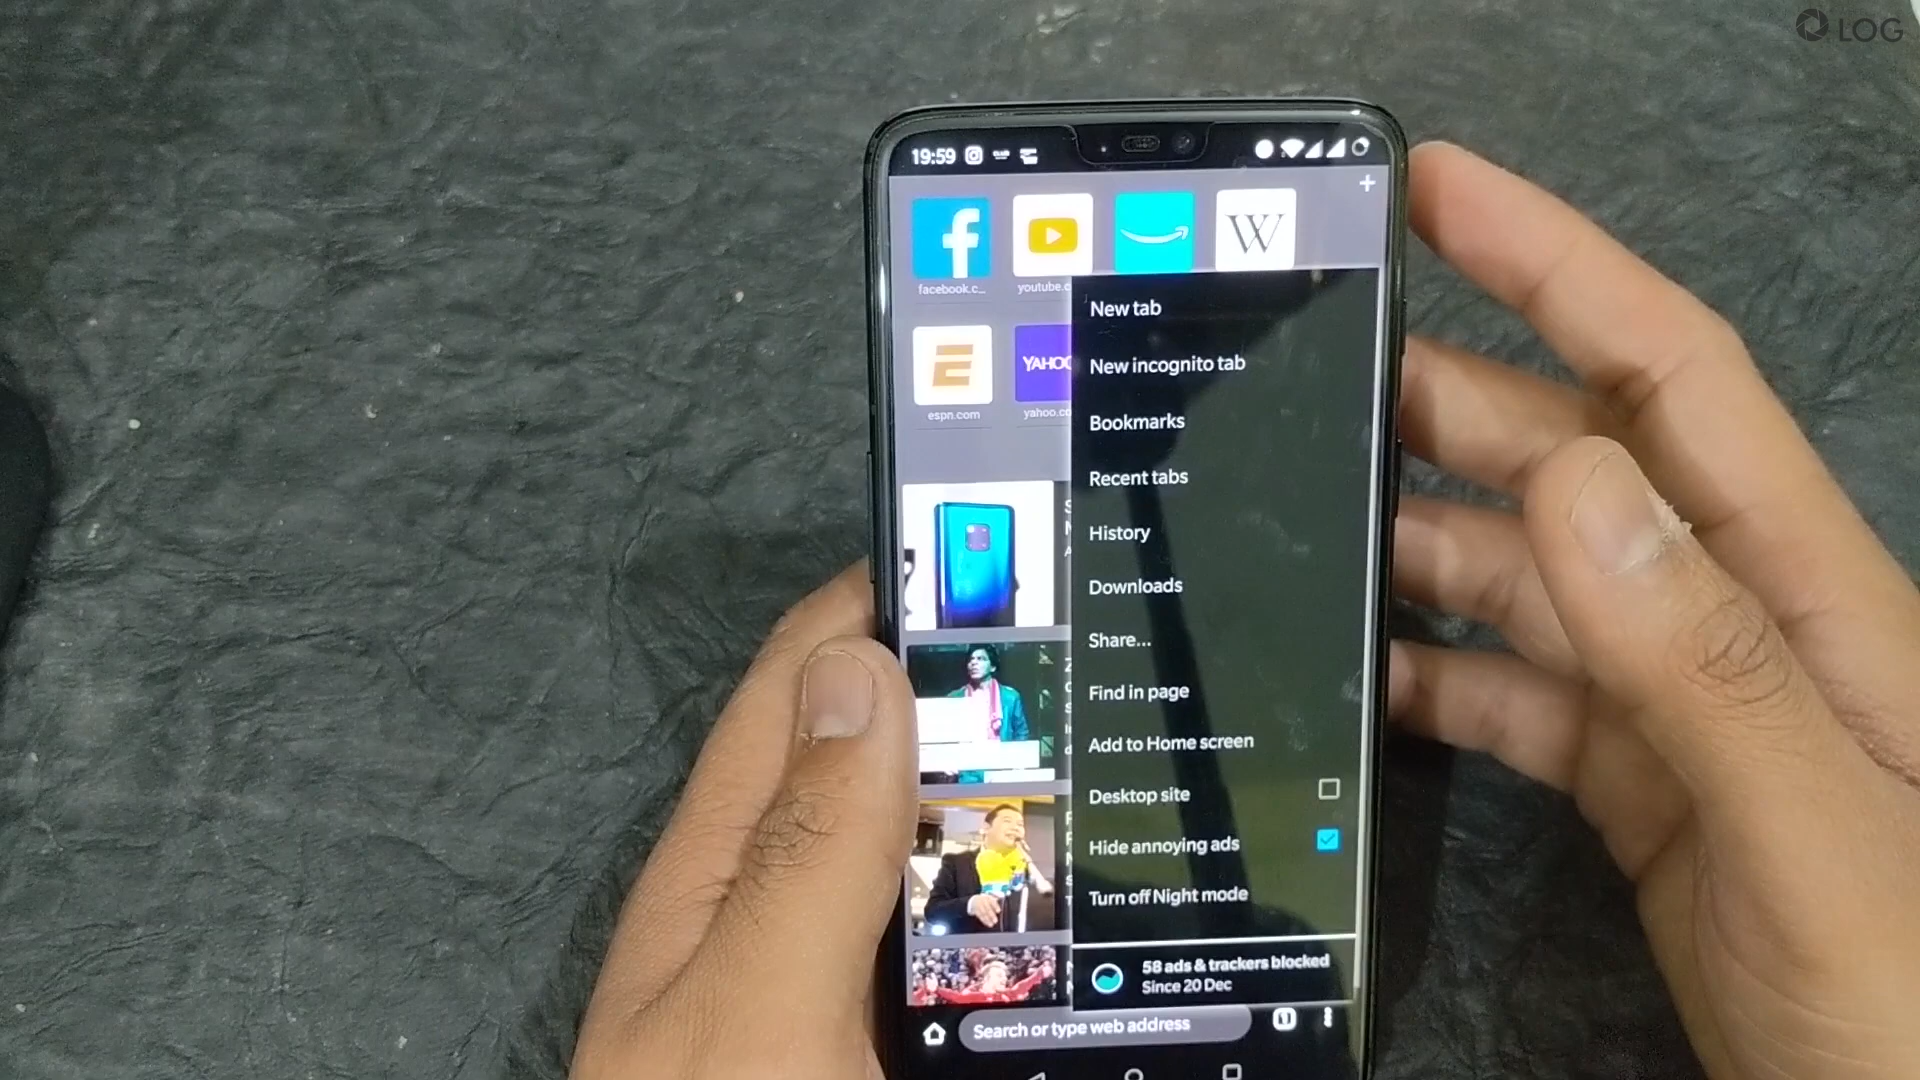 LOG
19:59
W
facebook.c...
youtube.c
E
YAHOO
espn.com
yahoo.co
New tab
New incognito tab
Bookmarks
Recent tabs
History
Downloads
Share...
Find in page
Add to Home screen
Desktop site
Hide annoying ads
Turn off Night mode
58 ads & trackers blocked
Since 20 Dec
Search or type web address
1